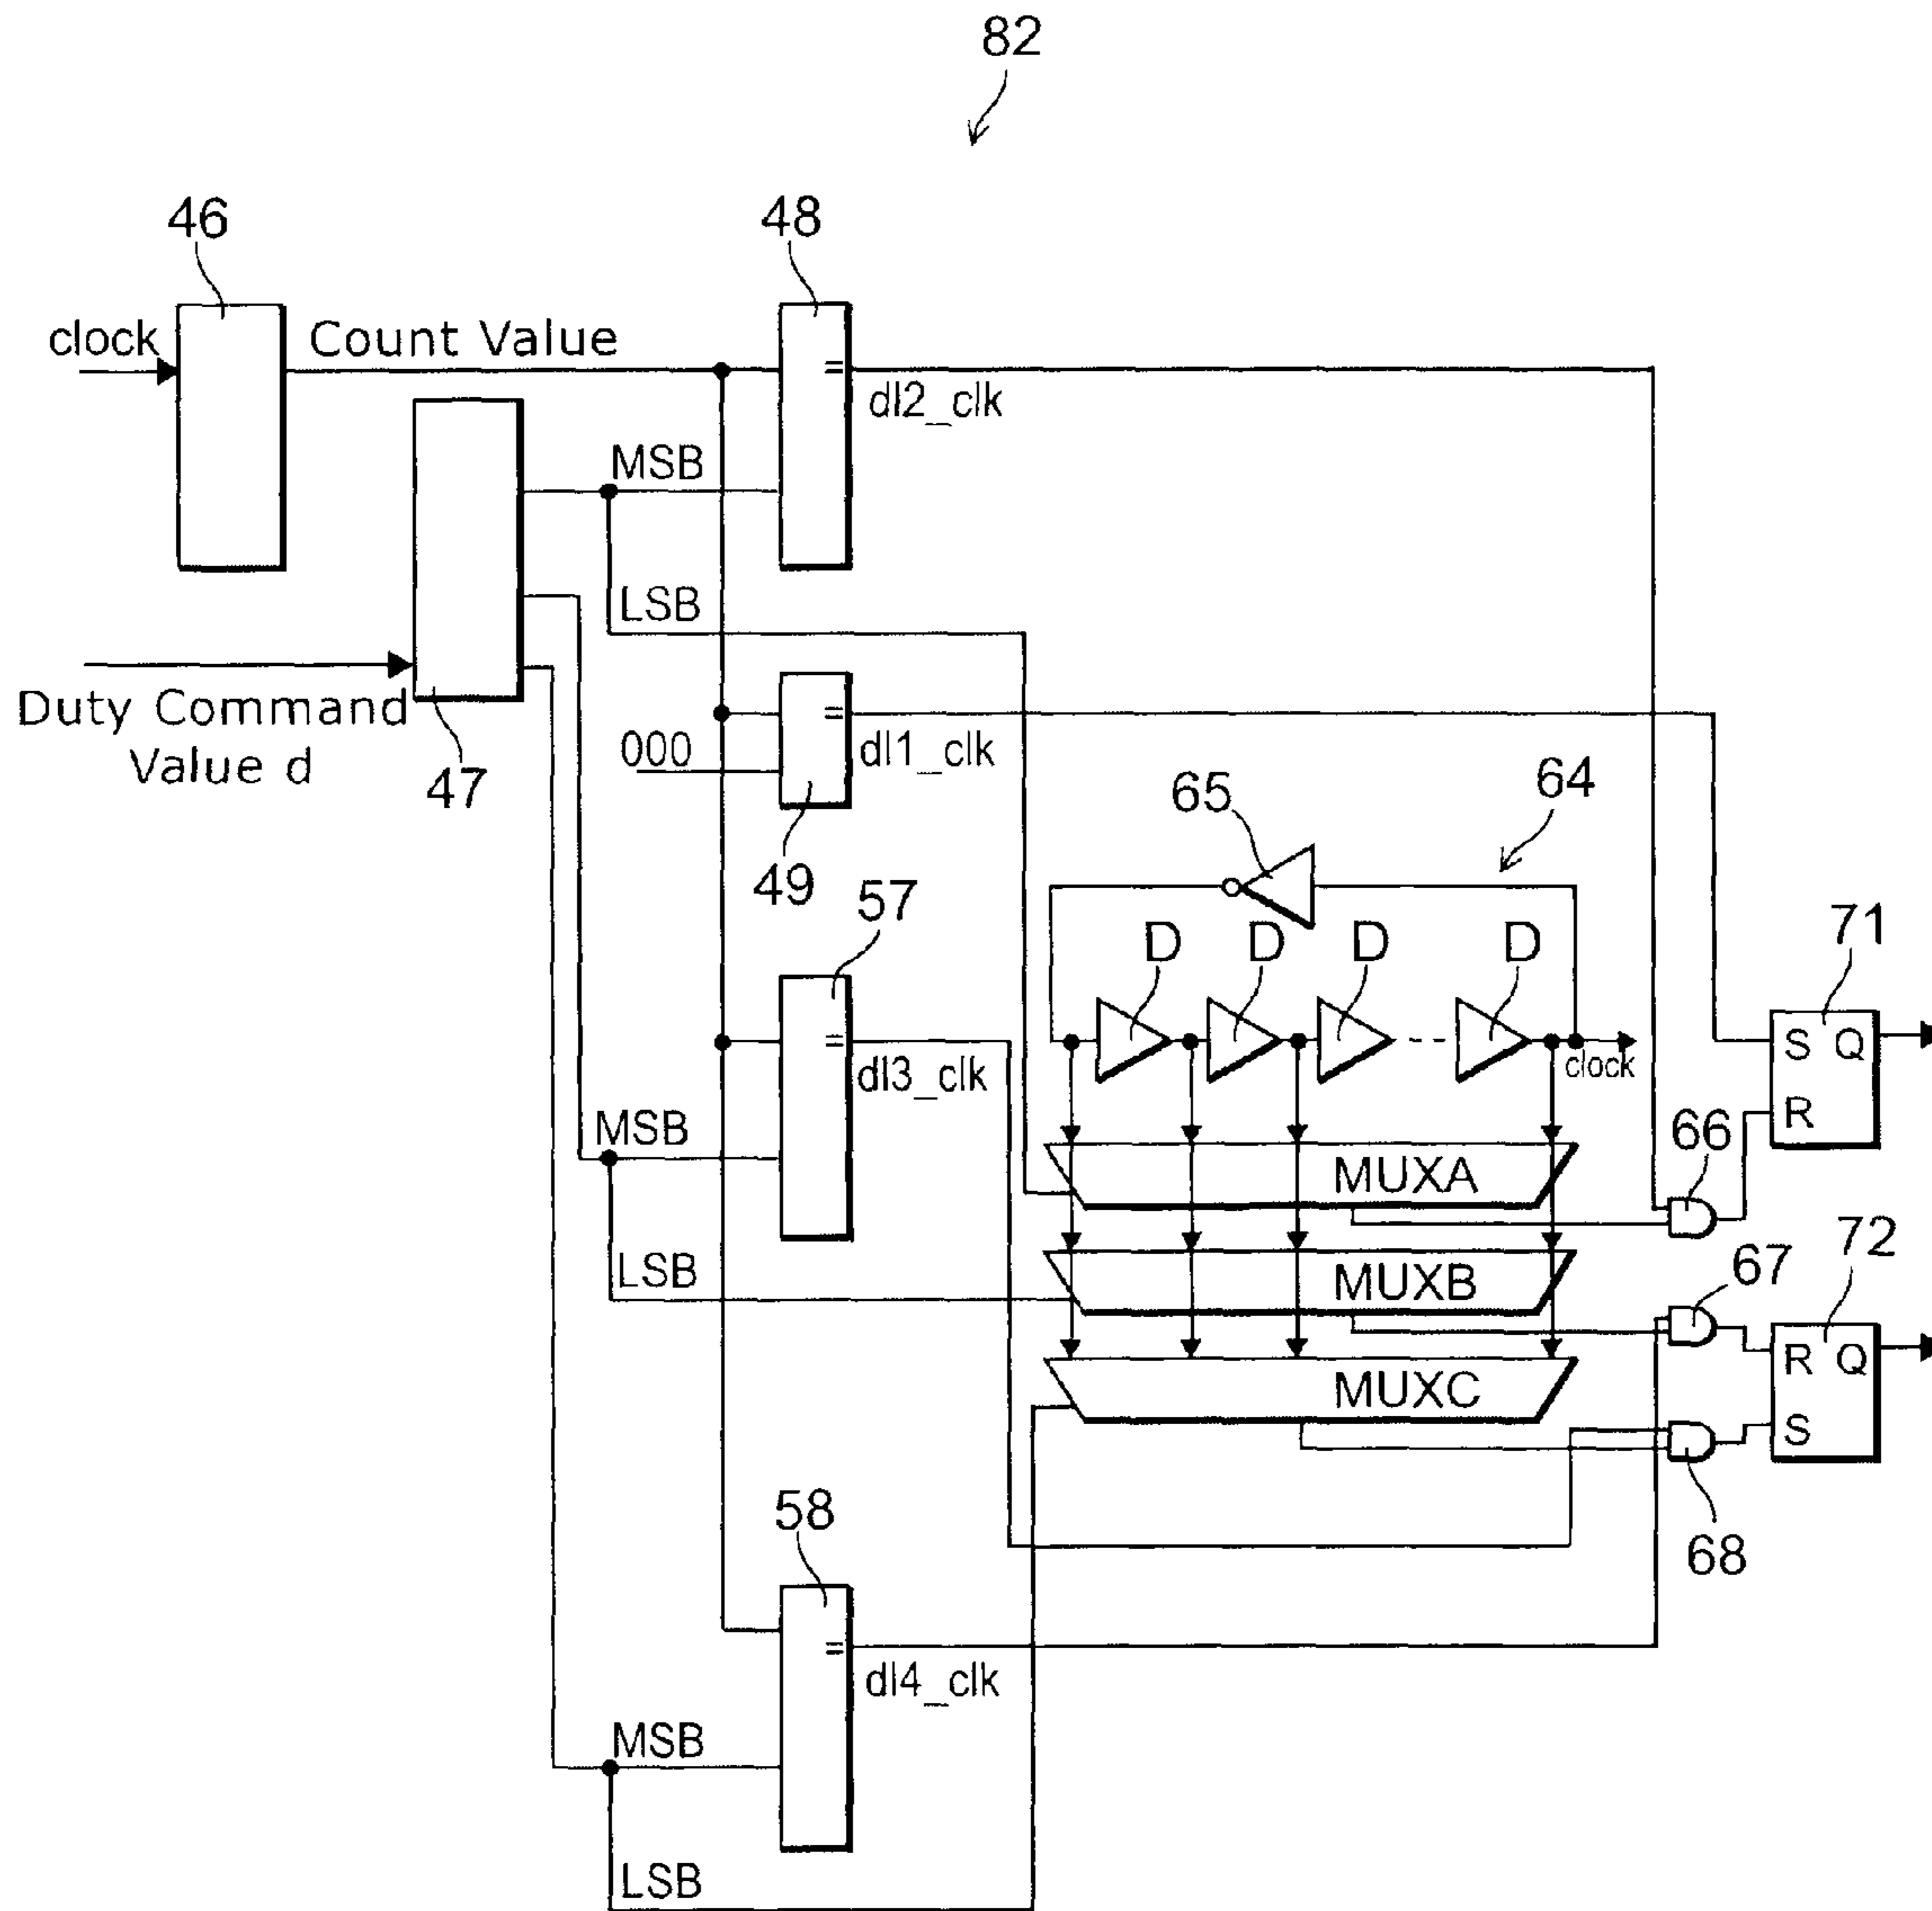 82
46
48
clock
Count Value
=
dl2_clk
MSB
LSB
Duty Command
Value d
47
000
=
dl1_clk
49
65
64
57
D
D
D
D
71
=
dl3_clk
clock
S
Q
R
MSB
66
MUXA
72
LSB
67
MUXB
R
Q
MUXC
S
58
68
=
dl4_clk
MSB
LSB